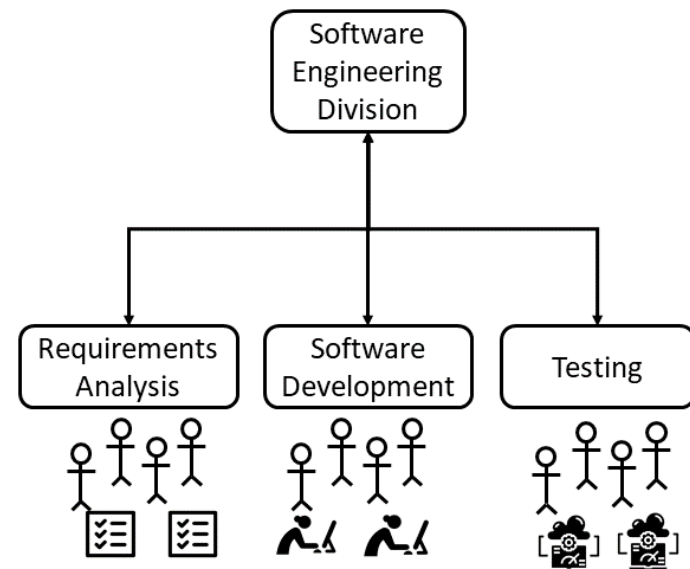 Software
Engineering
Division
Requirements
Analysis
Software
Development
Testing